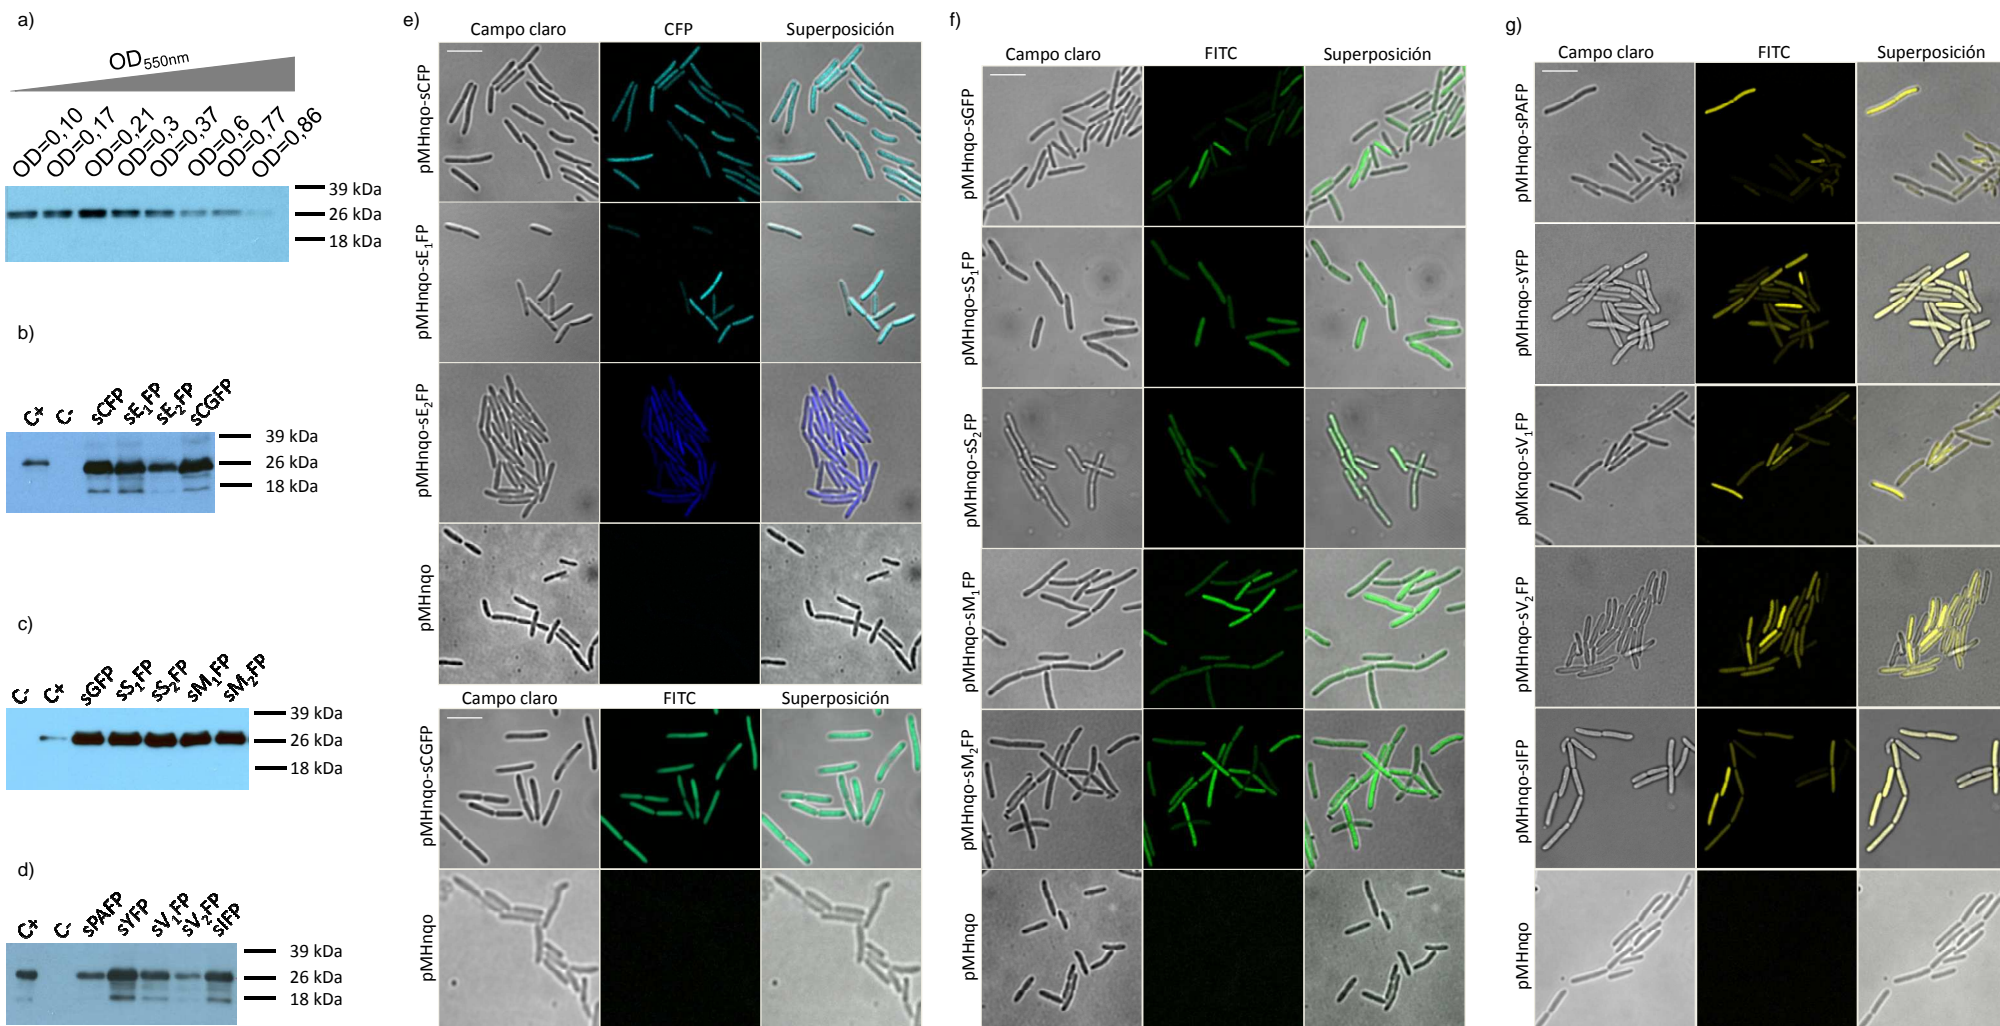 a)
OD550nm
OD=0,10
OD=0,17
OD=0,21
OD=0,3
OD=0,37
OD=0,6
OD=0,77
OD=0,86
39 kDa
26 kDa
18 kDa
b)
C+
C-
sCFP
sE1FP
sE2FP
sCGFP
39 kDa
26 kDa
18 kDa
c)
C-
C+
sGFP
sS1FP
sS2FP
sM1FP
sM2FP
39 kDa
26 kDa
18 kDa
d)
C+
C-
sPAFP
sYFP
sV1FP
sV2FP
sIFP
39 kDa
26 kDa
18 kDa
e)
Campo claro CFP Superposición
pMHnqo-sCFP
pMHnqo-sE1FP
pMHnqo-sE2FP
pMHnqo
Campo claro FITC Superposición
pMHnqo-sCGFP
pMHnqo
f)
Campo claro FITC Superposición
pMHnqo-sGFP
pMHnqo-sS1FP
pMHnqo-sS2FP
pMHnqo-sM1FP
pMHnqo-sM2FP
pMHnqo
g)
Campo claro FITC Superposición
pMHnqo-sPAFP
pMHnqo-sYFP
pMKnqo-sV1FP
pMHnqo-sV2FP
pMHnqo-sIFP
pMHnqo